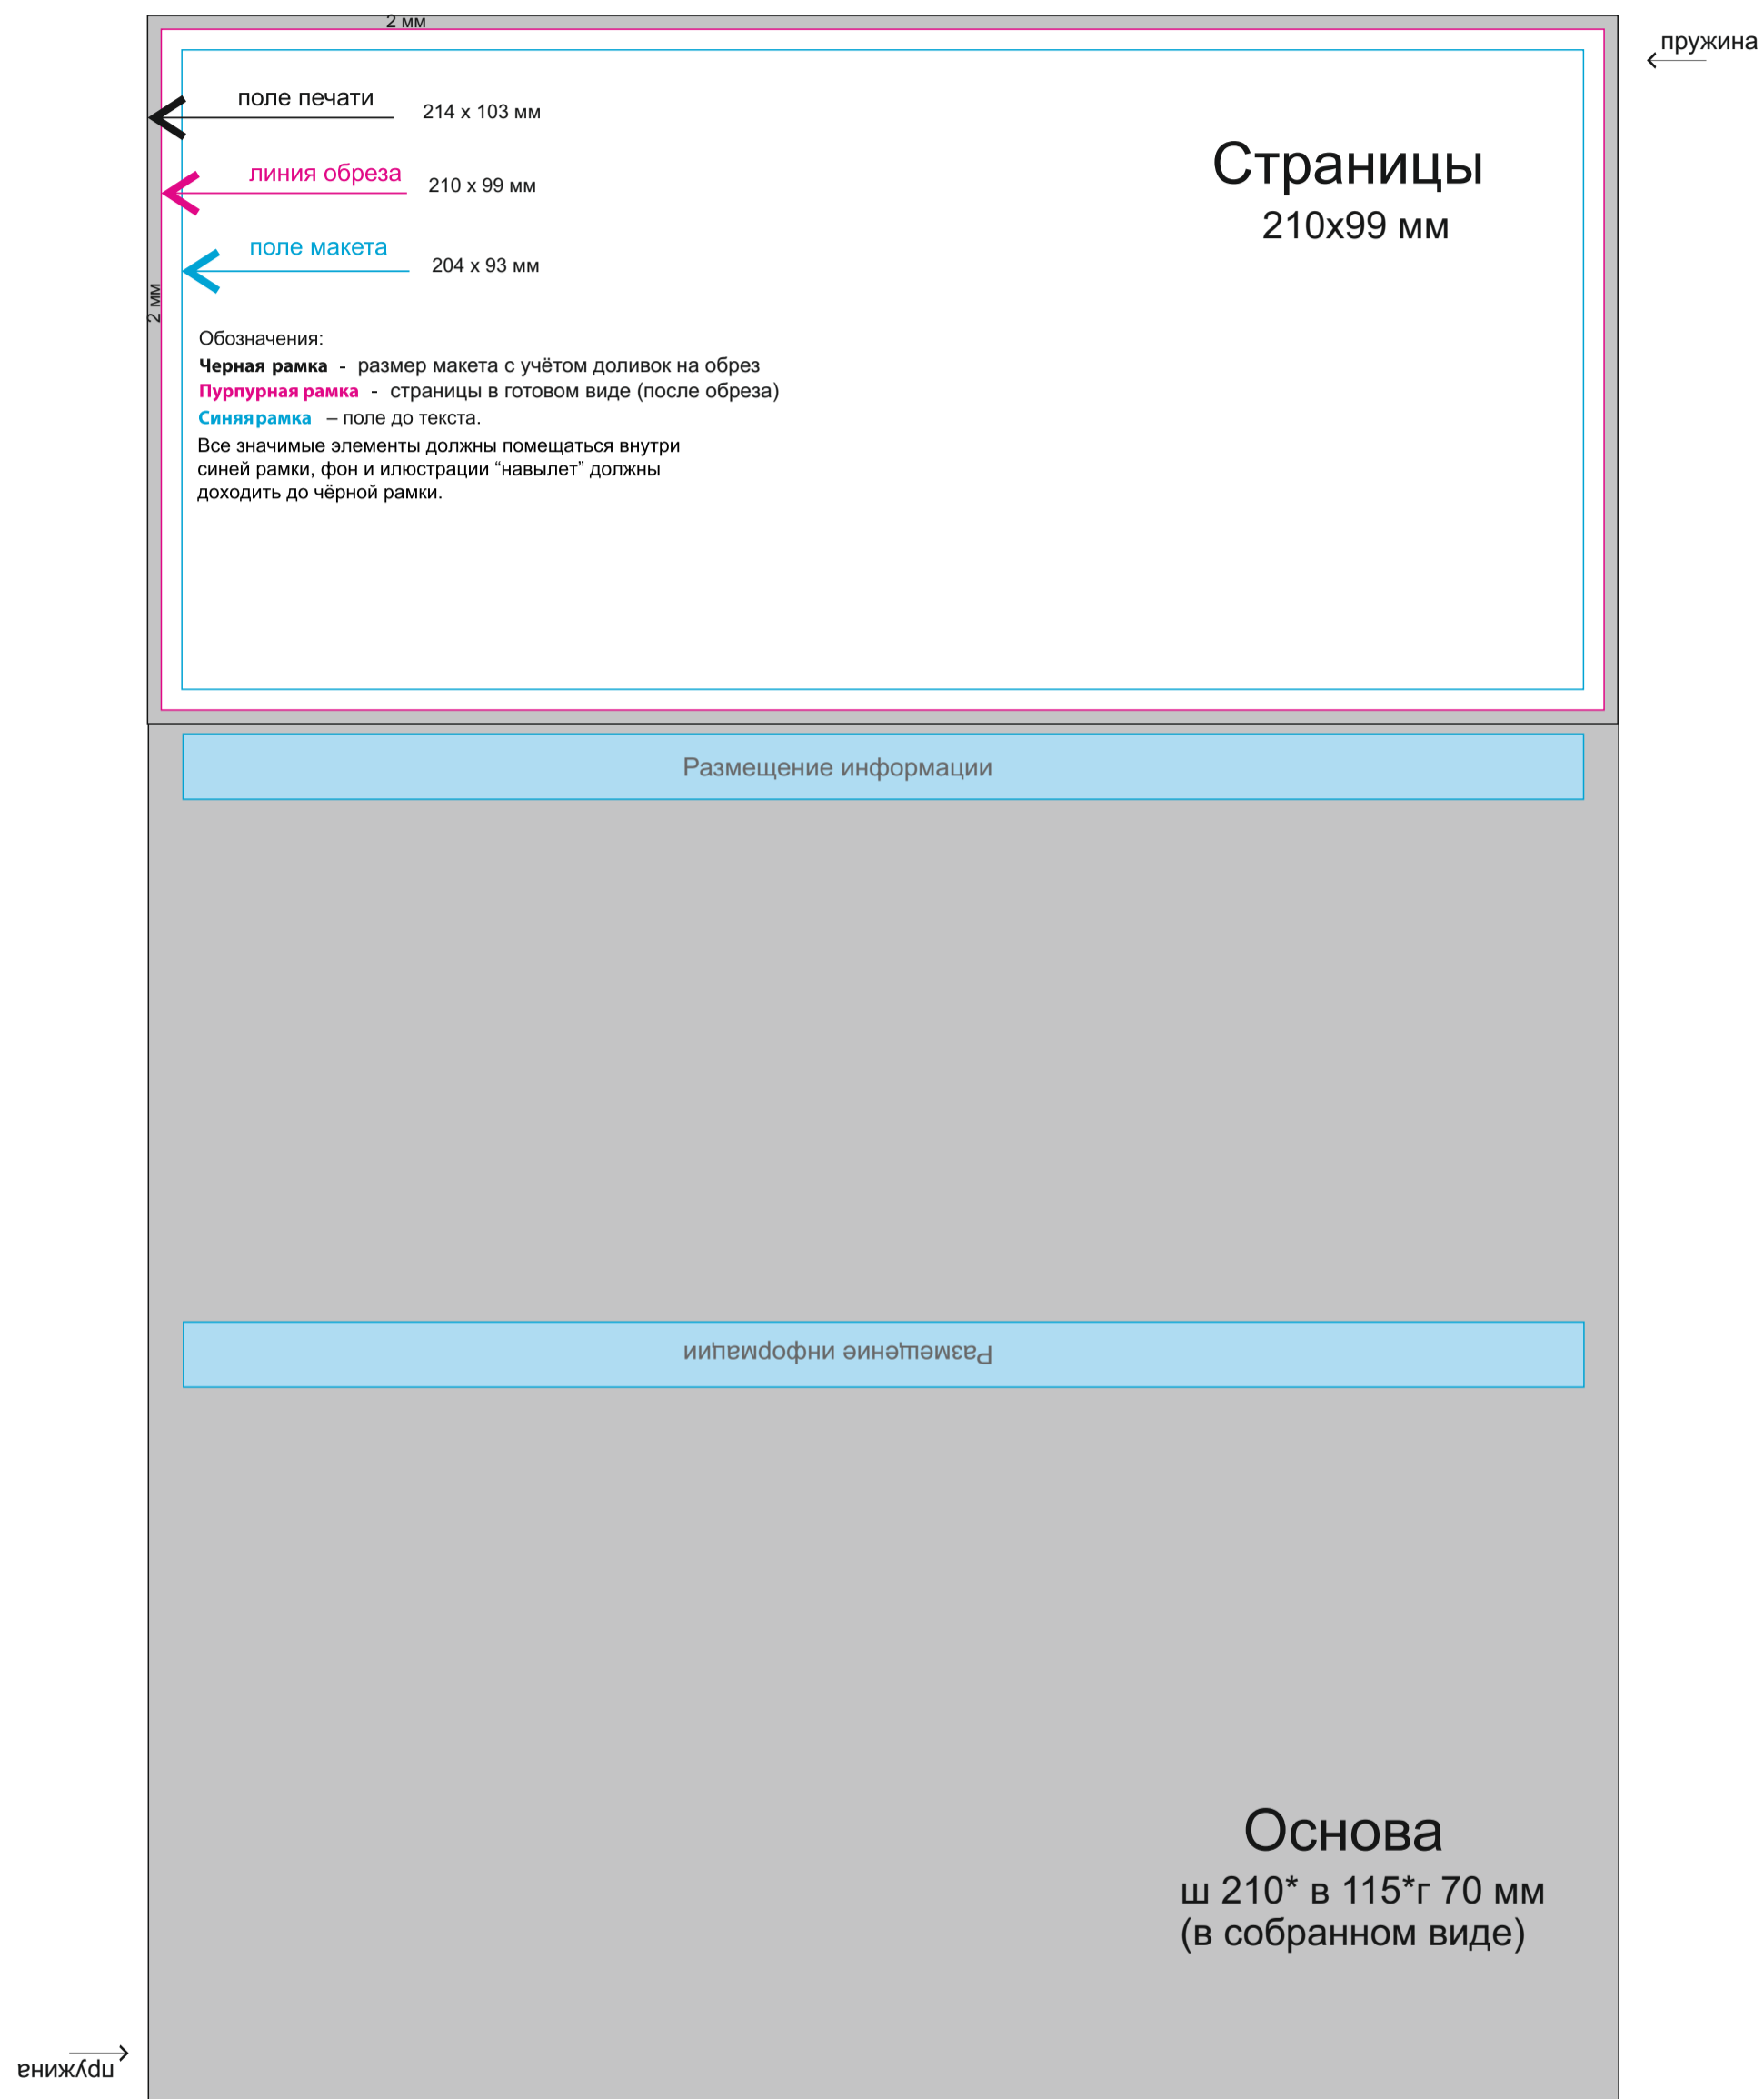 2 мм
пружина
поле печати
214 х 103 мм
Страницы
линия обреза
210 х 99 мм
210х99 мм
поле макета
204 х 93 мм
2 мм
Обозначения:
Черная рамка - размер макета с учётом доливок на обрез
Пурпурная рамка - страницы в готовом виде (после обреза)
Синяя рамка – поле до текста.
Все значимые элементы должны помещаться внутри
синей рамки, фон и илюстрации “навылет” должны
доходить до чёрной рамки.
Размещение информации
Размещение информации
Основа
ш 210* в 115*г 70 мм
(в собранном виде)
пружина